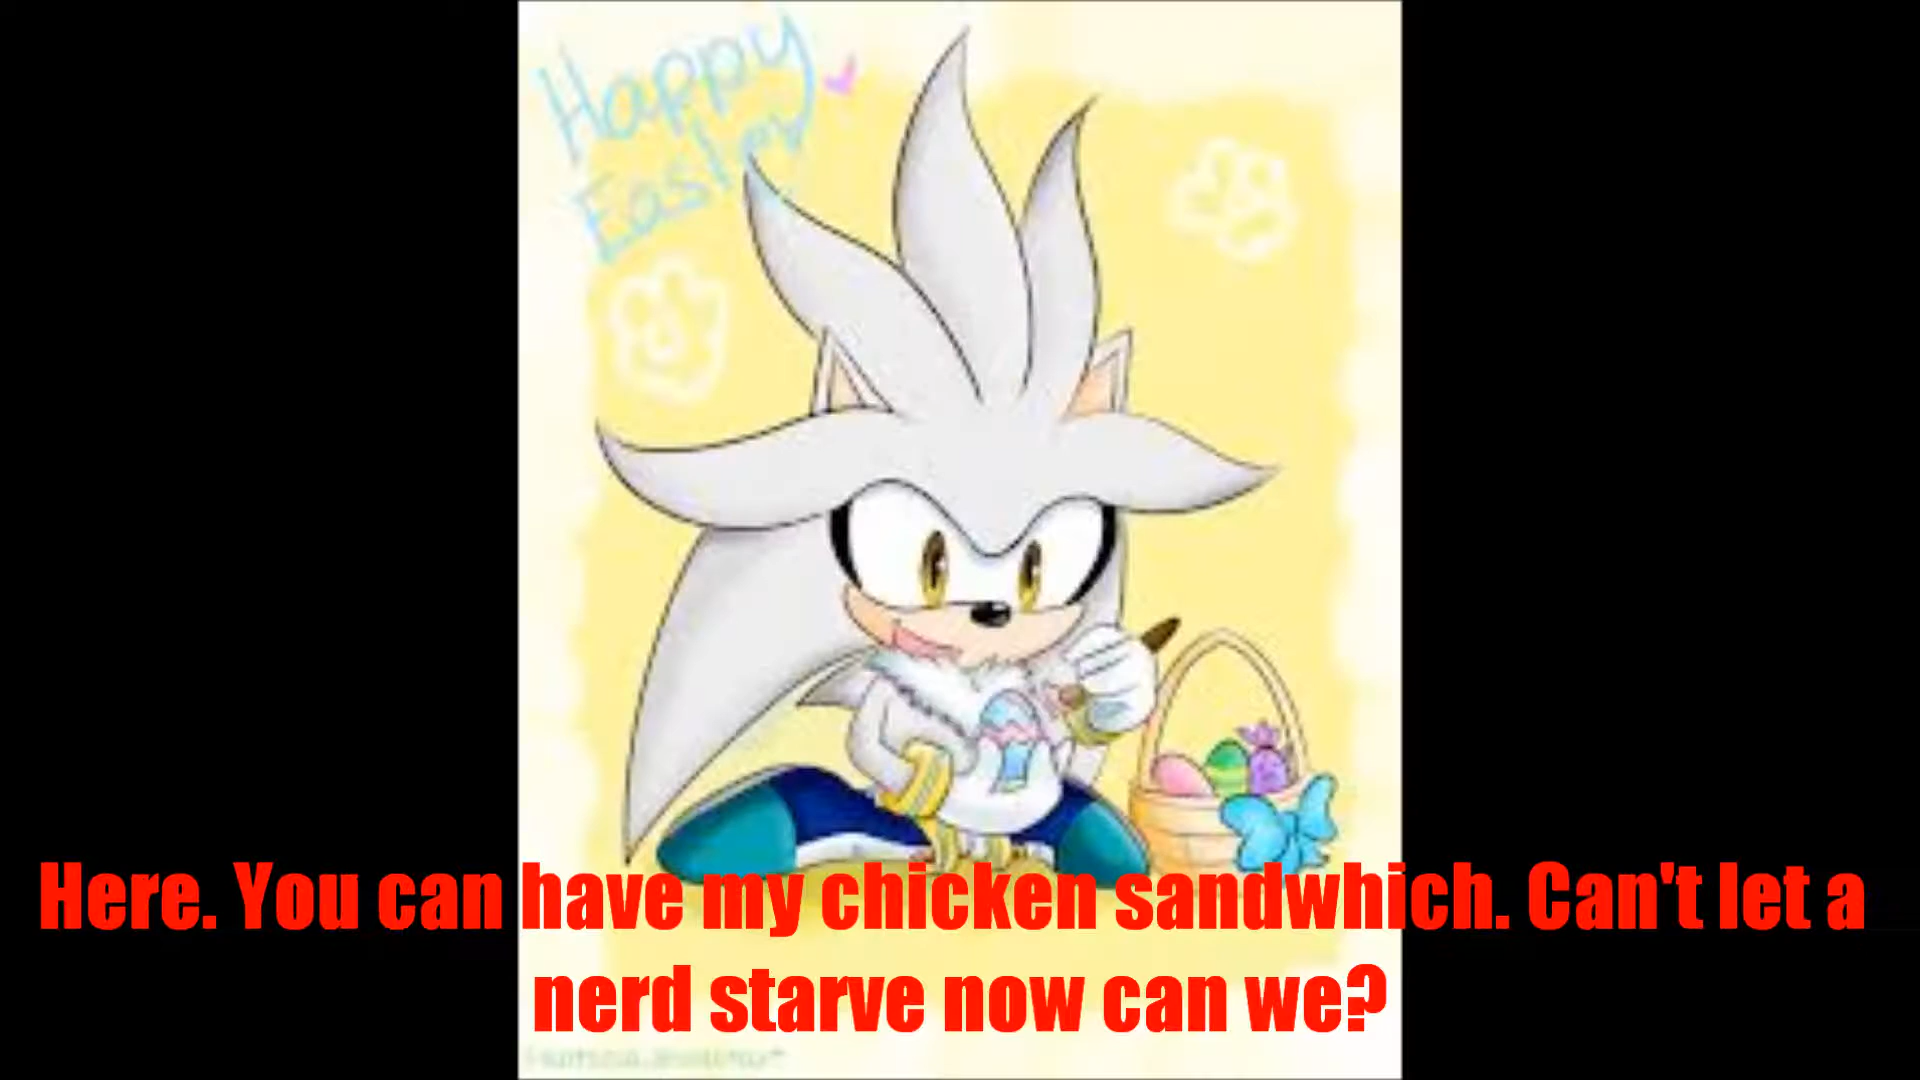 Happy
Easter
Here. You can have my chicken sandwhich. Can't let a
nerd starve now can we?